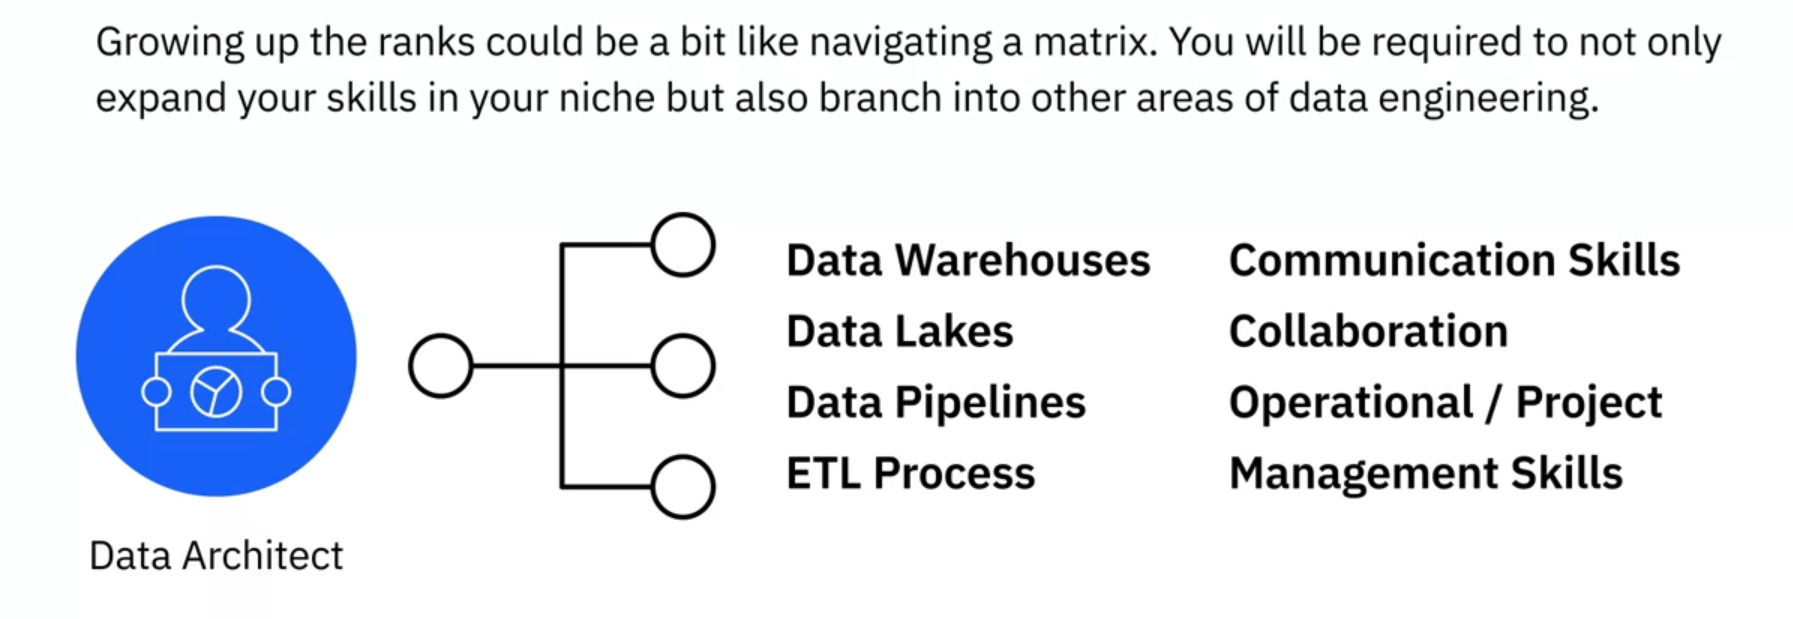 Growing up the ranks could be a bit like navigating a matrix. You will be required to not only
expand your skills in your niche but also branch into other areas of data engineering.
Data Warehouses
Data Lakes
Data Pipelines
ETL Process
Communication Skills
Collaboration
Operational / Project
Management Skills
Data Architect